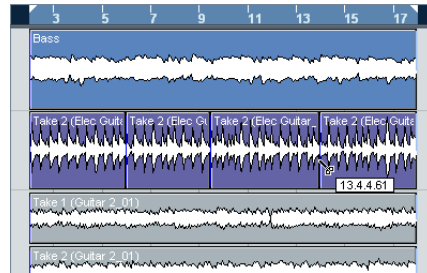 3 5 7 9 11 13 15 17
Bass
Take 2 (Elec Guita Take 2 (Elec Gu Take 2 (Elec Guitar Take 2 (Elec Guita
13.4.4.61
Take 1 (Guitar 2_01)
Take 2 (Guitar 2_01)